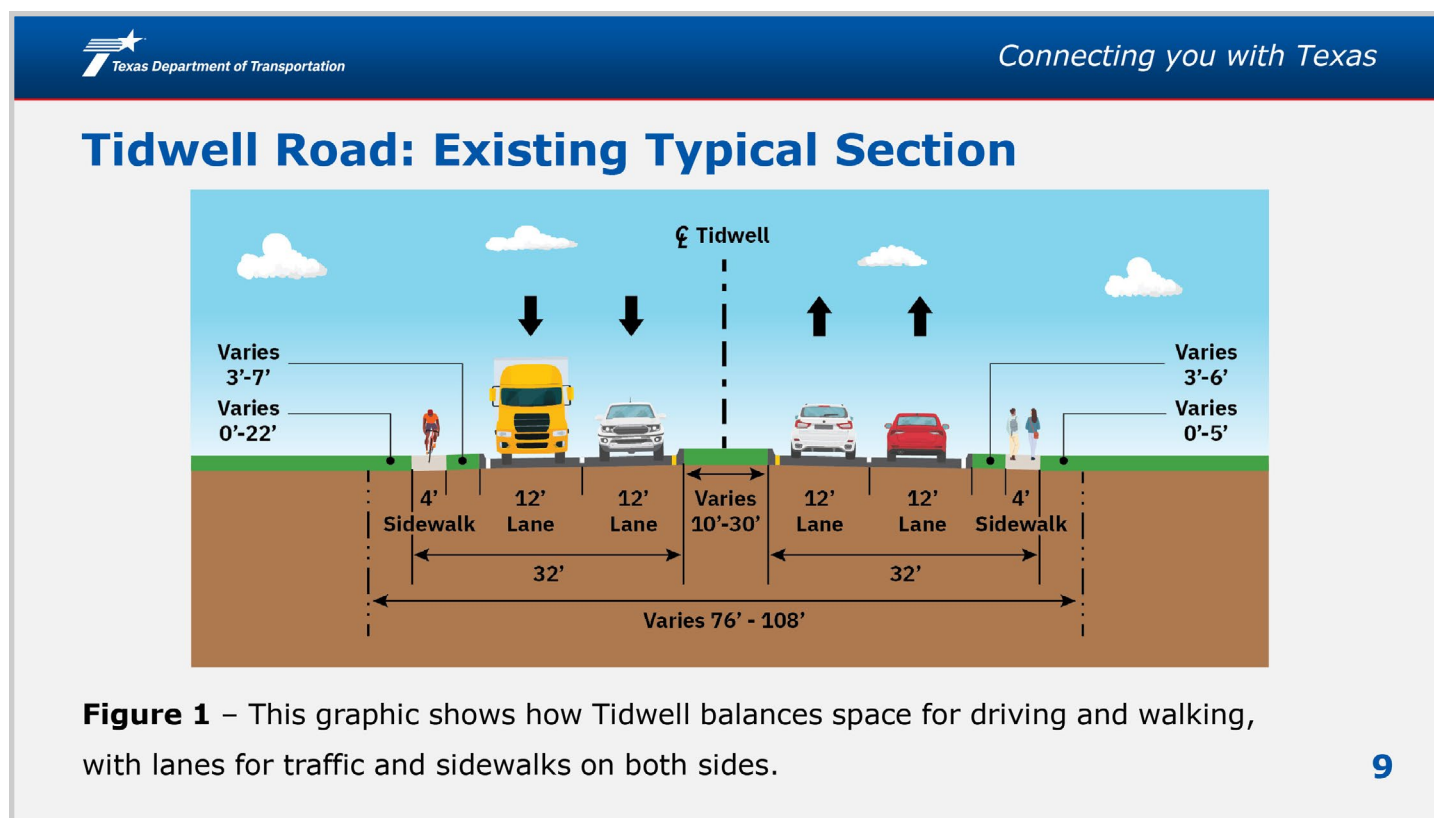 Texas Department of Transportation
Connecting you with Texas
Tidwell Road: Existing Typical Section
℄ Tidwell
Varies
3’-7’
Varies
0’-22’
Varies
3’-6’
Varies
0’-5’
4’
Sidewalk
12’
Lane
12’
Lane
Varies
10’-30’
12’
Lane
12’
Lane
4’
Sidewalk
32’
32’
Varies 76’ - 108’
Figure 1 – This graphic shows how Tidwell balances space for driving and walking,
with lanes for traffic and sidewalks on both sides.
9